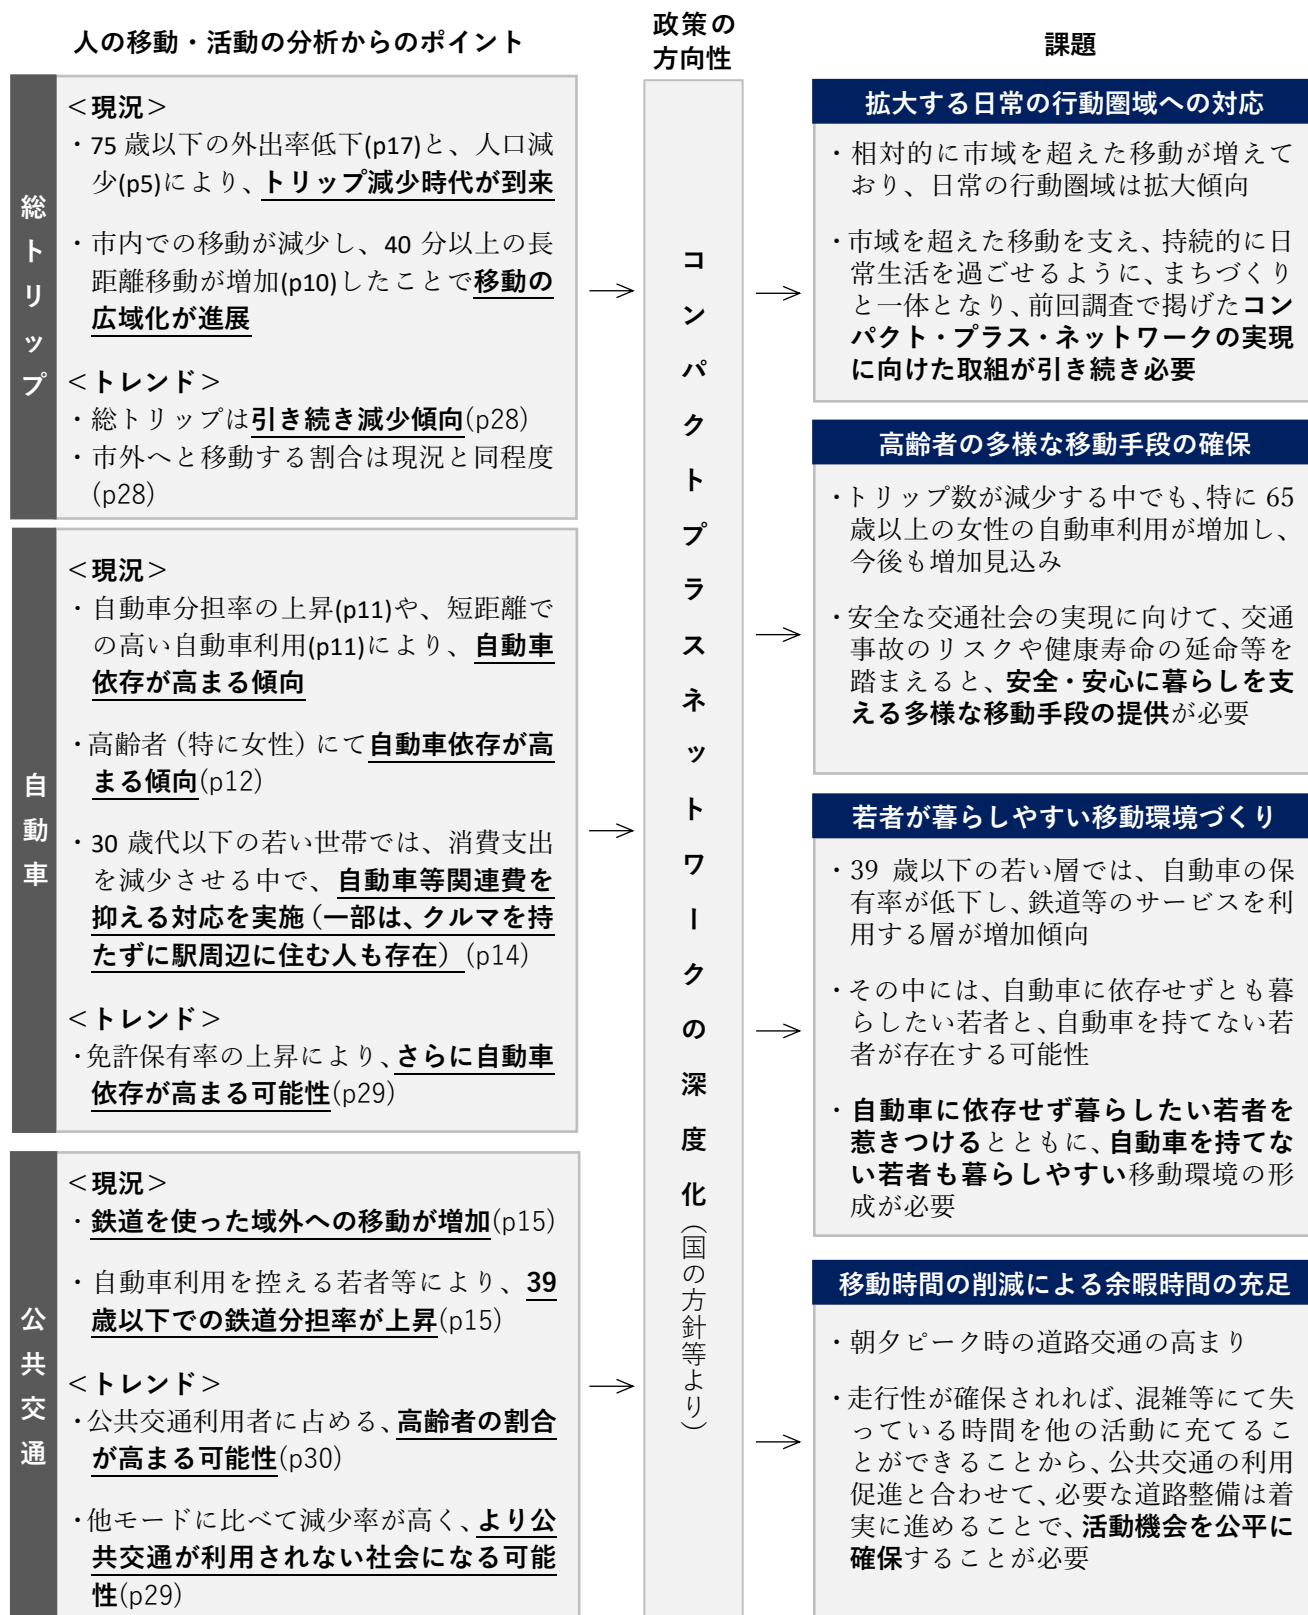 人の移動・活動の分析からのポイント
総トリップ
＜現況＞
・75 歳以下の外出率低下(p17)と、人口減
少(p5)により、トリップ減少時代が到来
・市内での移動が減少し、40 分以上の長
距離移動が増加(p10)したことで移動の
広域化が進展
＜トレンド＞
・総トリップは引き続き減少傾向(p28)
・市外へと移動する割合は現況と同程度
(p28)
自動車
＜現況＞
・自動車分担率の上昇(p11)や、短距離で
の高い自動車利用(p11)により、自動車
依存が高まる傾向
・高齢者（特に女性）にて自動車依存が高
まる傾向(p12)
・30 歳代以下の若い世帯では、消費支出
を減少させる中で、自動車等関連費を
抑える対応を実施（一部は、クルマを持
たずに駅周辺に住む人も存在）(p14)
＜トレンド＞
・免許保有率の上昇により、さらに自動車
依存が高まる可能性(p29)
公共交通
＜現況＞
・鉄道を使った域外への移動が増加(p15)
・自動車利用を控える若者等により、39
歳以下での鉄道分担率が上昇(p15)
＜トレンド＞
・公共交通利用者に占める、高齢者の割合
が高まる可能性(p30)
・他モードに比べて減少率が高く、より公
共交通が利用されない社会になる可能
性(p29)
政策の
方向性
コンパクトプラスネットワークの深度化（国の方針等より）
課題
拡大する日常の行動圏域への対応
・相対的に市域を超えた移動が増えて
おり、日常の行動圏域は拡大傾向
・市域を超えた移動を支え、持続的に日
常生活を過ごせるように、まちづくり
と一体となり、前回調査で掲げたコン
パクト・プラス・ネットワークの実現
に向けた取組が引き続き必要
高齢者の多様な移動手段の確保
・トリップ数が減少する中でも、特に 65
歳以上の女性の自動車利用が増加し、
今後も増加見込み
・安全な交通社会の実現に向けて、交通
事故のリスクや健康寿命の延命等を
踏まえると、安全・安心に暮らしを支
える多様な移動手段の提供が必要
若者が暮らしやすい移動環境づくり
・39 歳以下の若い層では、自動車の保
有率が低下し、鉄道等のサービスを利
用する層が増加傾向
・その中には、自動車に依存せずとも暮
らしたい若者と、自動車を持てない若
者が存在する可能性
・自動車に依存せず暮らしたい若者を
惹きつけるとともに、自動車を持てな
い若者も暮らしやすい移動環境の形
成が必要
移動時間の削減による余暇時間の充足
・朝夕ピーク時の道路交通の高まり
・走行性が確保されれば、混雑等にて失
っている時間を他の活動に充てるこ
とができることから、公共交通の利用
促進と合わせて、必要な道路整備は着
実に進めることで、活動機会を公平に
確保することが必要